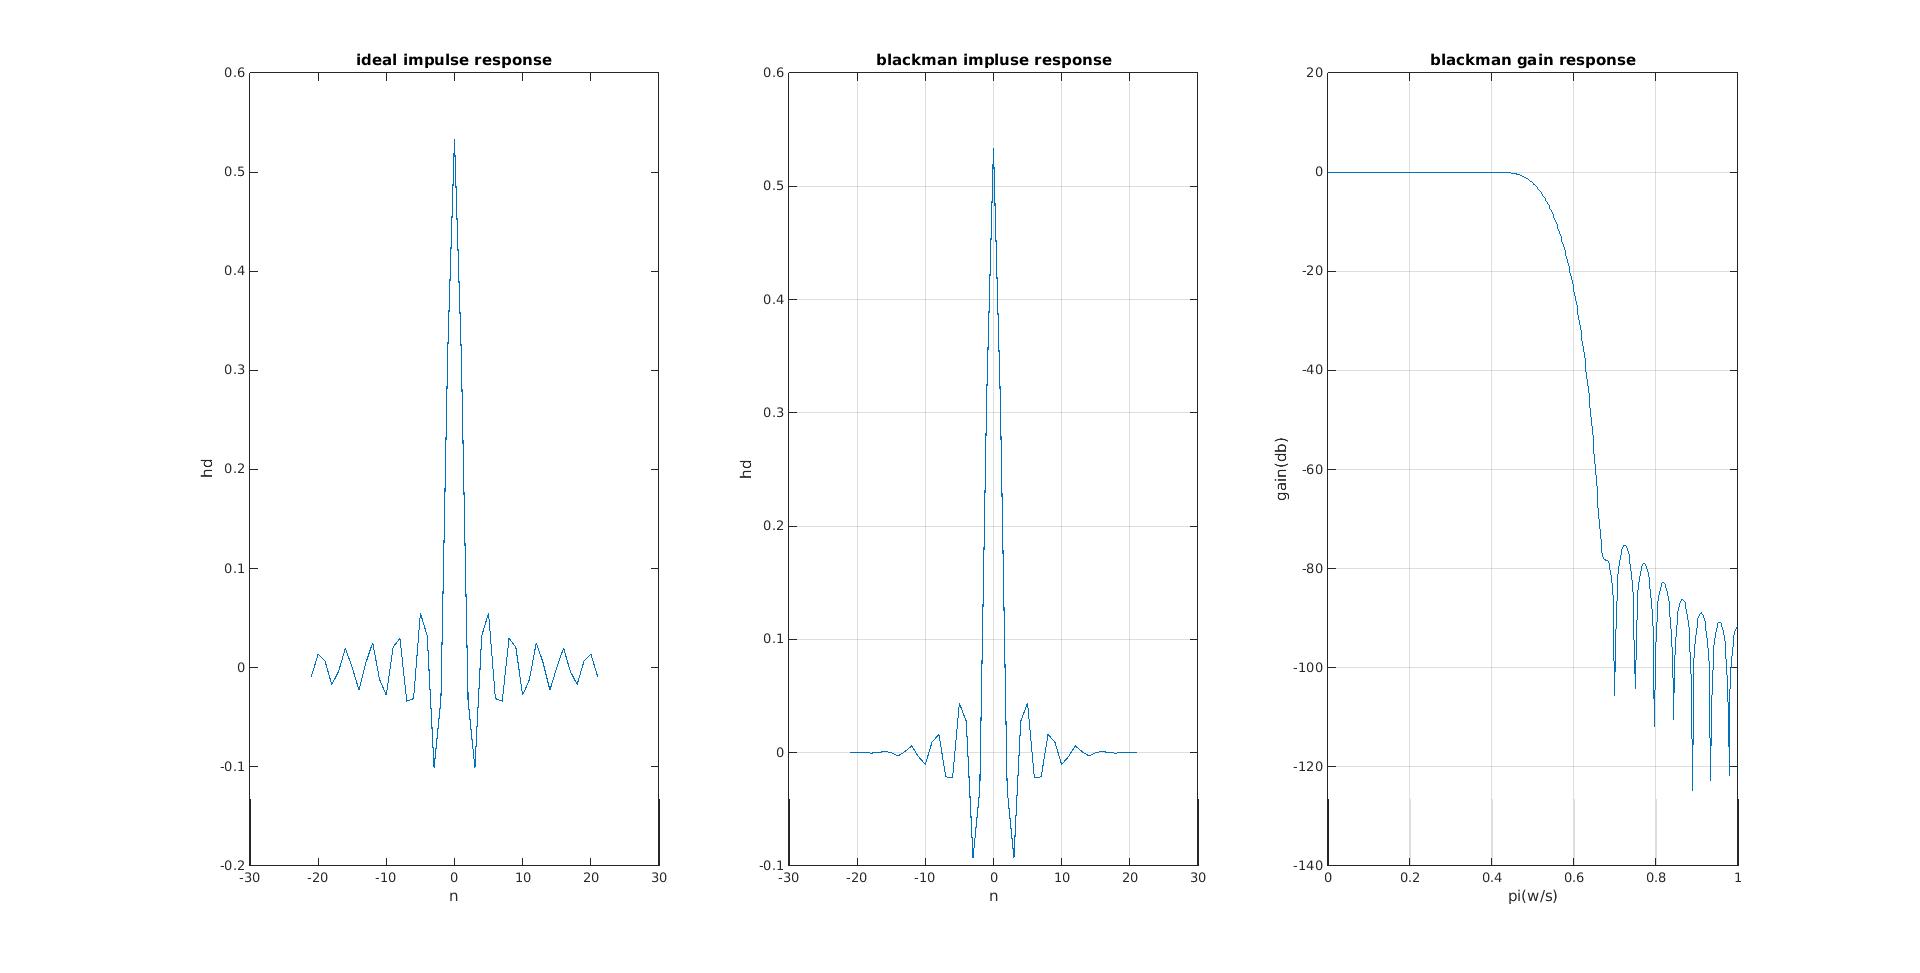 ideal impulse response
0.6
0.5
0.4
0.3
0.2
0.1
0
-0.1
-0.2
hd
-30 -20 -10 0 10 20 30
n
blackman impluse response
0.6
0.5
0.4
0.3
0.2
0.1
0
-0.1
hd
-30 -20 -10 0 10 20 30
n
blackman gain response
20
0
-20
-40
-60
-80
-100
-120
-140
gain(db)
0 0.2 0.4 0.6 0.8 1
pi(w/s)